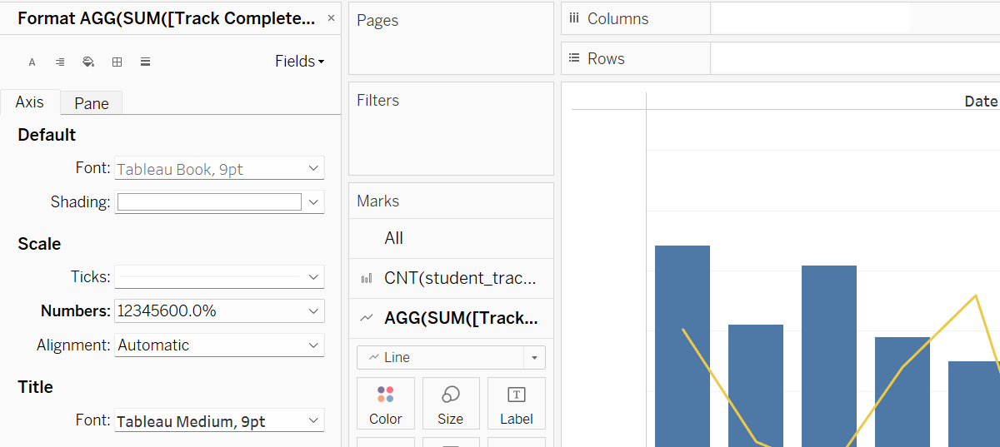 Format AGG(SUM([Track Complete... ×
A
Fields
Axis
Pane
Default
Font: Tableau Book, 9pt
Shading:
Scale
Ticks:
Numbers: 12345600.0%
Alignment: Automatic
Title
Font: Tableau Medium, 9pt
Pages
Filters
Marks
All
CNT(student_trac...
AGG(SUM([Track...
Line
Color
Size
T
Label
Columns
Rows
Date